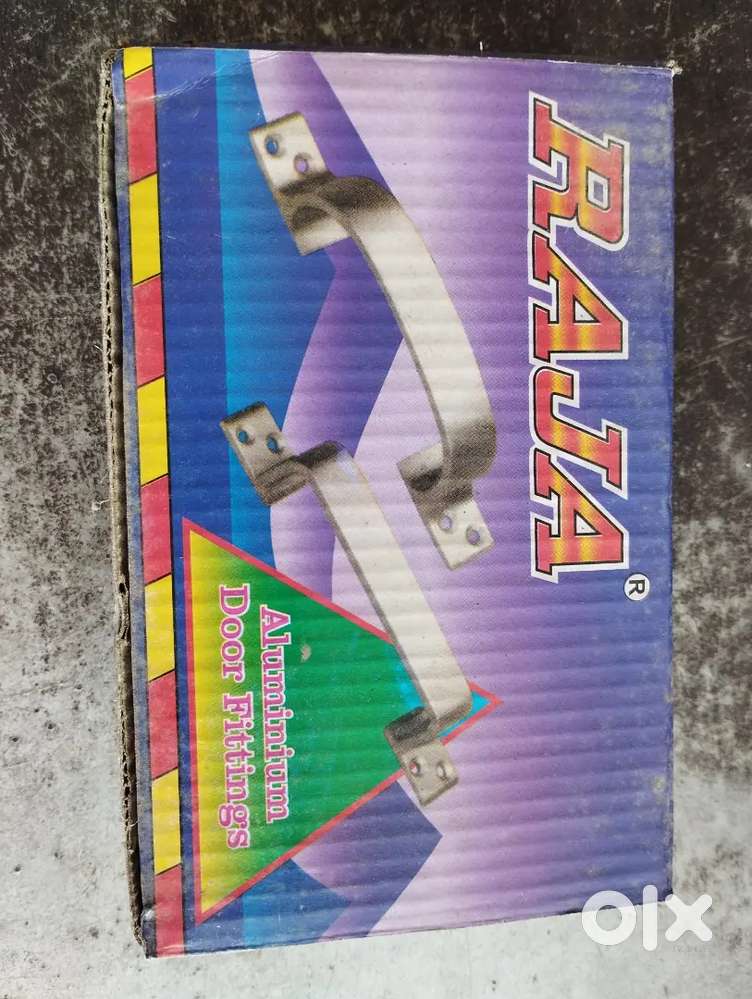 RAJA®
Aluminium
Door Fittings
olx